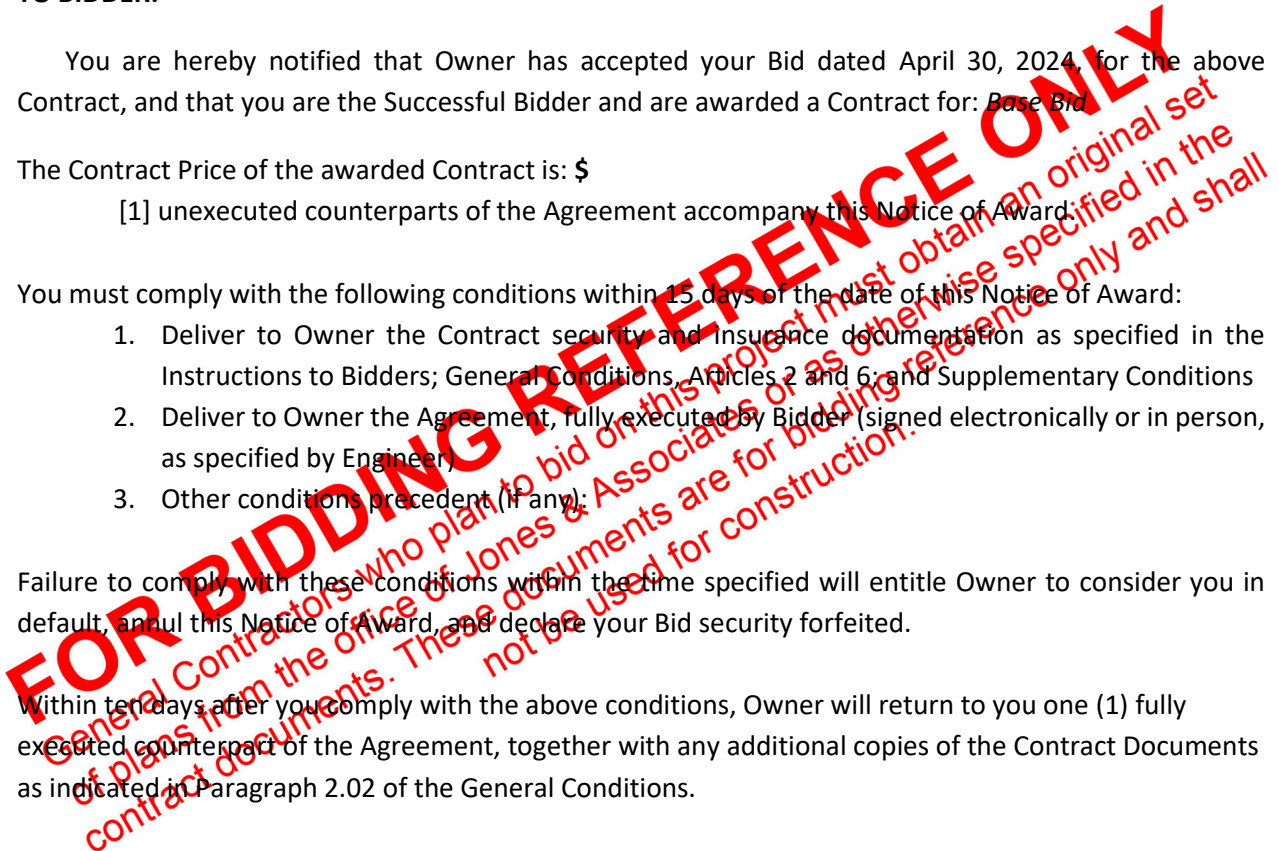 TO BIDDER:
You are hereby notified that Owner has accepted your Bid dated April 30, 2024, for the above
Contract, and that you are the Successful Bidder and are awarded a Contract for: Base Bid
The Contract Price of the awarded Contract is: $
[1] unexecuted counterparts of the Agreement accompany this Notice of Award.
You must comply with the following conditions within 15 days of the date of this Notice of Award:
1. Deliver to Owner the Contract security and insurance documentation as specified in the
Instructions to Bidders; General Conditions, Articles 2 and 6; and Supplementary Conditions
2. Deliver to Owner the Agreement, fully executed by Bidder (signed electronically or in person,
as specified by Engineer)
3. Other conditions precedent (if any):
Failure to comply with these conditions within the time specified will entitle Owner to consider you in
default, annul this Notice of Award, and declare your Bid security forfeited.
Within ten days after you comply with the above conditions, Owner will return to you one (1) fully
executed counterpart of the Agreement, together with any additional copies of the Contract Documents
as indicated in Paragraph 2.02 of the General Conditions.
FOR BIDDING REFERENCE ONLY
General Contractors who plan to bid on this project must obtain an original set
of plans from the office of Jones & Associates or as otherwise specified in the
contract documents. These documents are for bidding reference only and shall
not be used for construction.